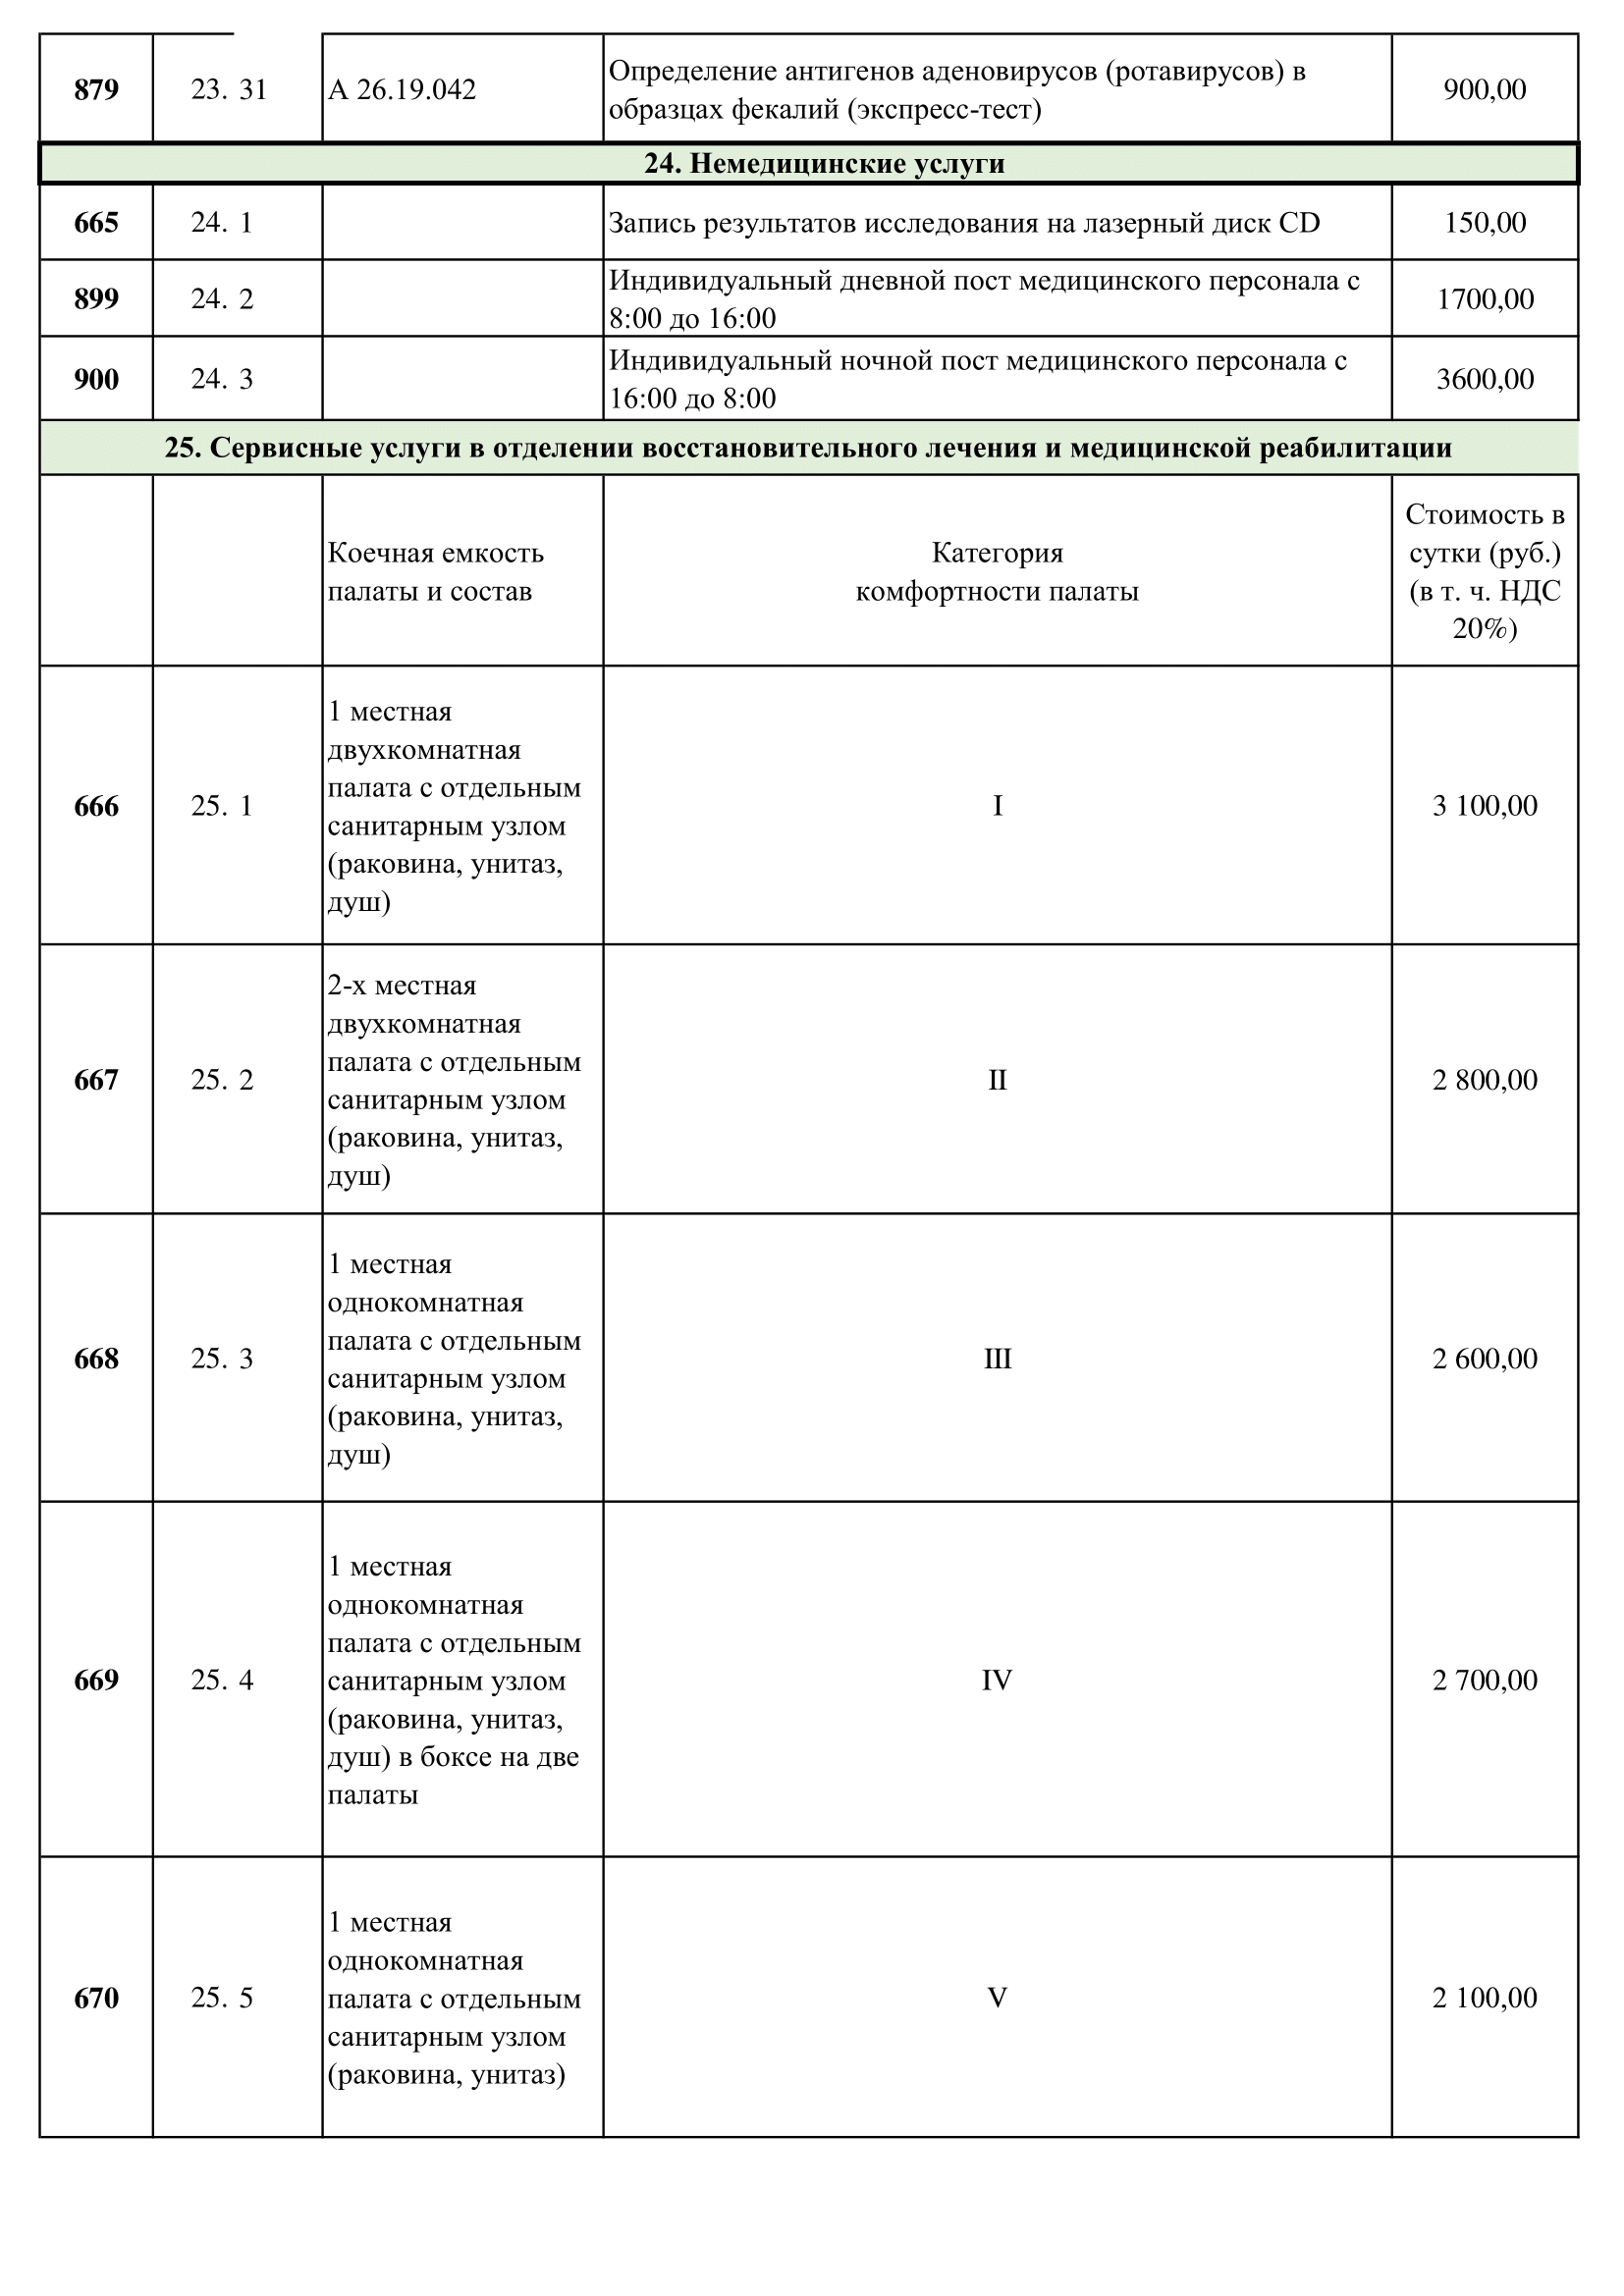 879 23. 31 А 26.19.042 Определение антигенов аденовирусов (ротавирусов) в
образцах фекалий (экспресс-тест) 900,00
24. Немедицинские услуги
665 24. 1 Запись результатов исследования на лазерный диск CD 150,00
899 24. 2 Индивидуальный дневной пост медицинского персонала с
8:00 до 16:00 1700,00
900 24. 3 Индивидуальный ночной пост медицинского персонала с
16:00 до 8:00 3600,00
25. Сервисные услуги в отделении восстановительного лечения и медицинской реабилитации
Коечная емкость
палаты и состав
Категория
комфортности палаты
Стоимость в
сутки (руб.)
(в т. ч. НДС
20%)
666 25. 1
1 местная
двухкомнатная
палата с отдельным
санитарным узлом
(раковина, унитаз,
душ)
I 3 100,00
667 25. 2
2-х местная
двухкомнатная
палата с отдельным
санитарным узлом
(раковина, унитаз,
душ)
II 2 800,00
668 25. 3
1 местная
однокомнатная
палата с отдельным
санитарным узлом
(раковина, унитаз,
душ)
III 2 600,00
669 25. 4
1 местная
однокомнатная
палата с отдельным
санитарным узлом
(раковина, унитаз,
душ) в боксе на две
палаты
IV 2 700,00
670 25. 5
1 местная
однокомнатная
палата с отдельным
санитарным узлом
(раковина, унитаз)
V 2 100,00